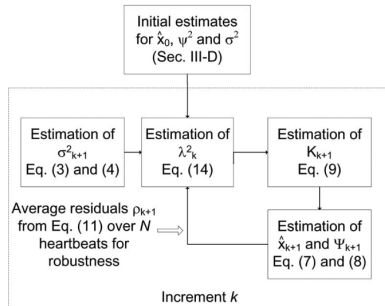 Initial estimates
for x̂₀, ψ² and σ²
(Sec. III-D)
Estimation of
σ²ₖ₊₁
Eq. (3) and (4)
Estimation of
λ²ₖ
Eq. (14)
Estimation of
Kₖ₊₁
Eq. (9)
Average residuals ρₖ₊₁
from Eq. (11) over N
heartbeats for
robustness
Estimation of
x̂ₖ₊₁ and Ψₖ₊₁
Eq. (7) and (8)
Increment k